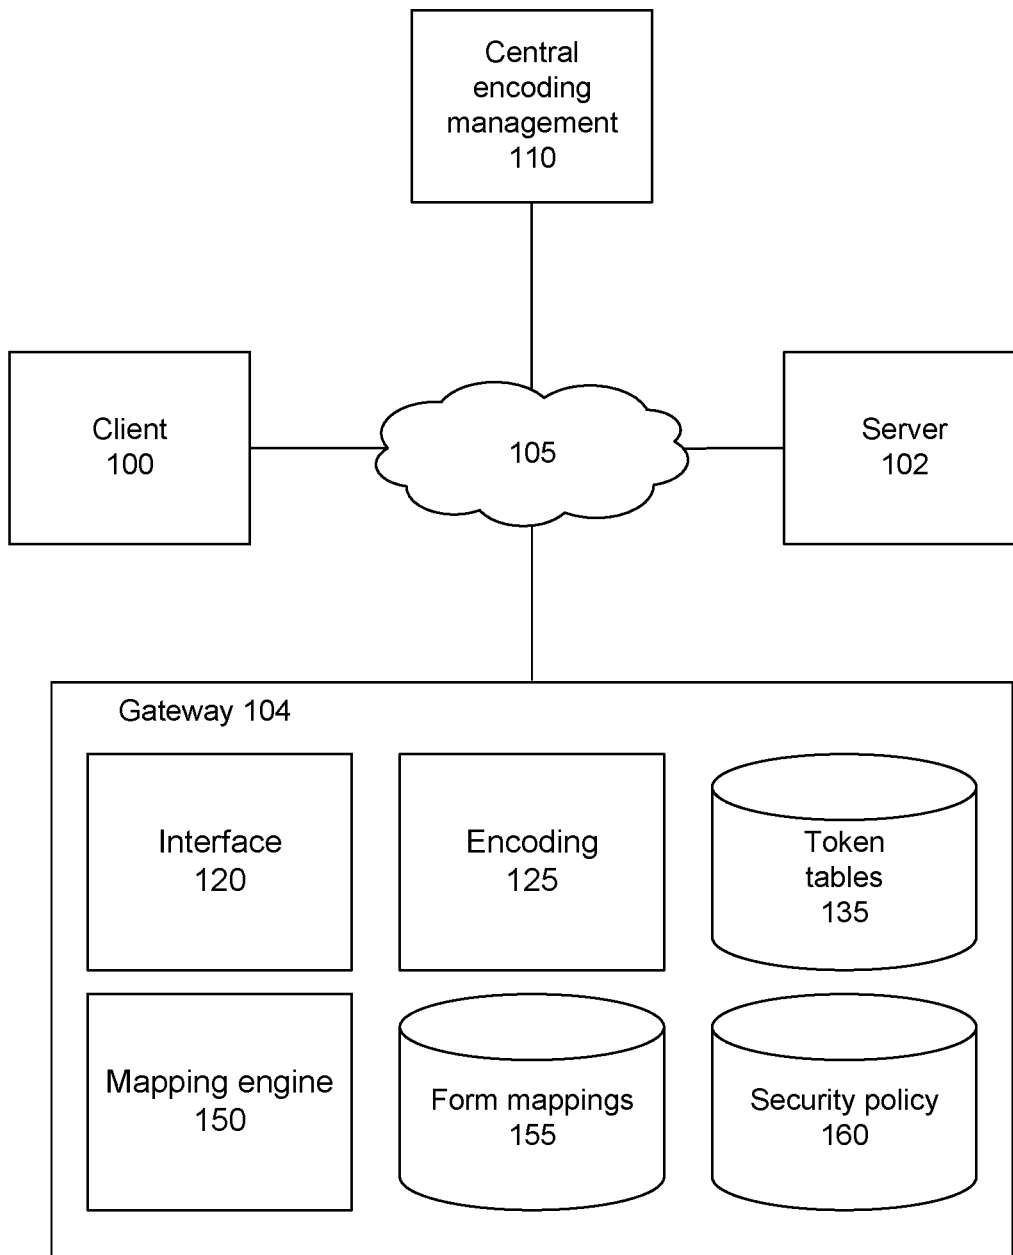 Central
encoding
management
110
Client
100
105
Server
102
Gateway 104
Interface
120
Encoding
125
Token
tables
135
Mapping engine
150
Form mappings
155
Security policy
160